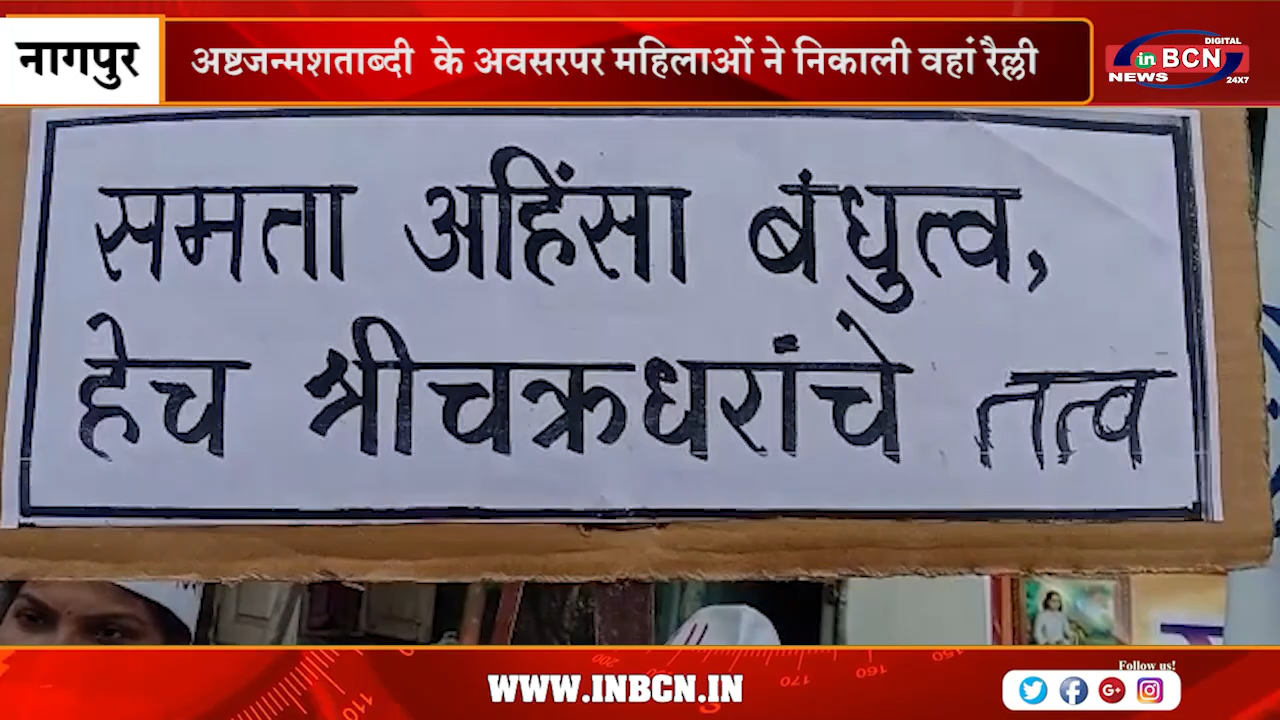 नागपुर
अष्टजन्मशताब्दी के अवसरपर महिलाओं ने निकाली वहां रैल्ली
DIGITAL
in BCN
NEWS
24X7
समता अहिंसा बंधुत्व,
हेच श्रीचक्रधरांचे तत्व
WWW.INBCN.IN
Follow us!